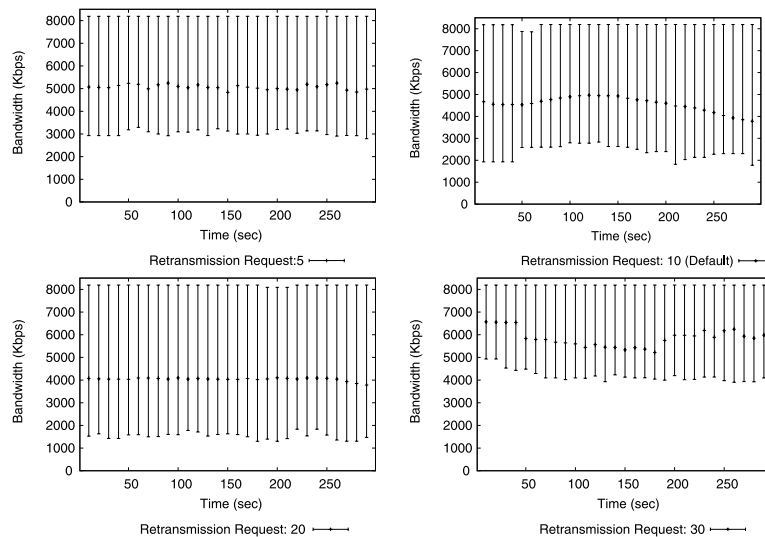 8000
7000
6000
5000
4000
3000
2000
1000
0
Bandwidth (Kbps)
50 100 150 200 250
Time (sec)
Retransmission Request:5
8000
7000
6000
5000
4000
3000
2000
1000
0
Bandwidth (Kbps)
50 100 150 200 250
Time (sec)
Retransmission Request: 10 (Default)
8000
7000
6000
5000
4000
3000
2000
1000
0
Bandwidth (Kbps)
50 100 150 200 250
Time (sec)
Retransmission Request: 20
8000
7000
6000
5000
4000
3000
2000
1000
0
Bandwidth (Kbps)
50 100 150 200 250
Time (sec)
Retransmission Request: 30